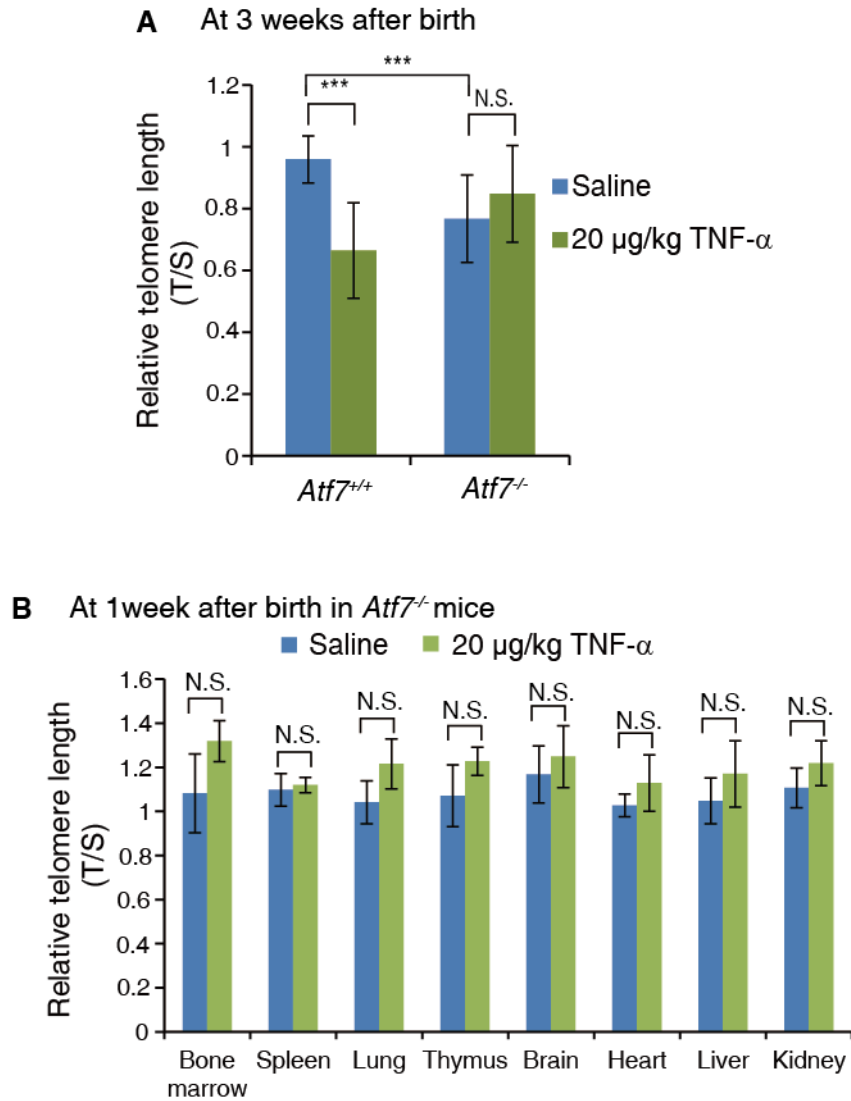 A At 3 weeks after birth
Relative telomere length
(T/S)
1.2
1
0.8
0.6
0.4
0.2
0
***
***
N.S.
Saline
20 µg/kg TNF-α
Atf7+/+
Atf7-/-
B At 1week after birth in Atf7-/- mice
Saline
20 µg/kg TNF-α
Relative telomere length
(T/S)
1.6
1.4
1.2
1
0.8
0.6
0.4
0.2
0
N.S.
N.S.
N.S.
N.S.
N.S.
N.S.
N.S.
N.S.
Bone
marrow
Spleen
Lung
Thymus
Brain
Heart
Liver
Kidney